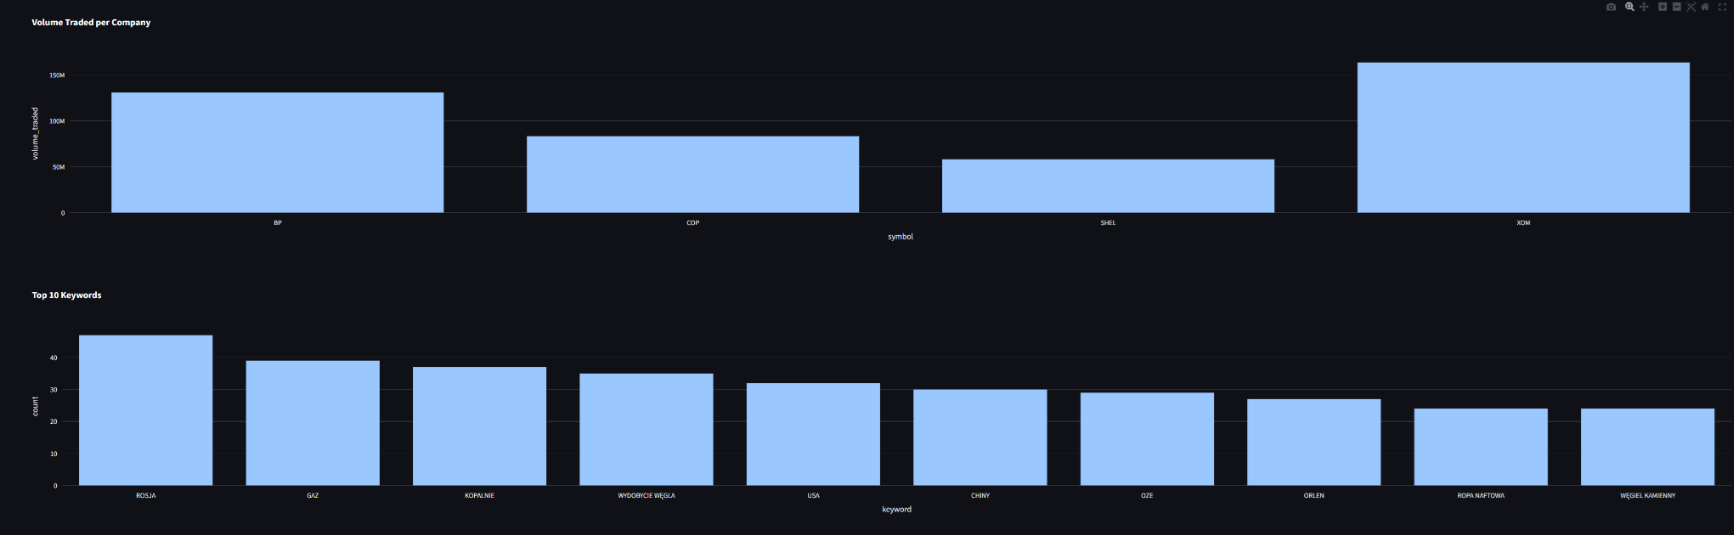 Volume Traded per Company
150M
100M
50M
0
volume_traded
BP COP SHEL XOM
symbol
Top 10 Keywords
40
30
20
10
0
count
ROSJA GAZ KOPALNIE WYDOBYCIE WĘGLA USA CHINY OZE ORLEN ROPA NAFTOWA WĘGIEL KAMIENNY
keyword